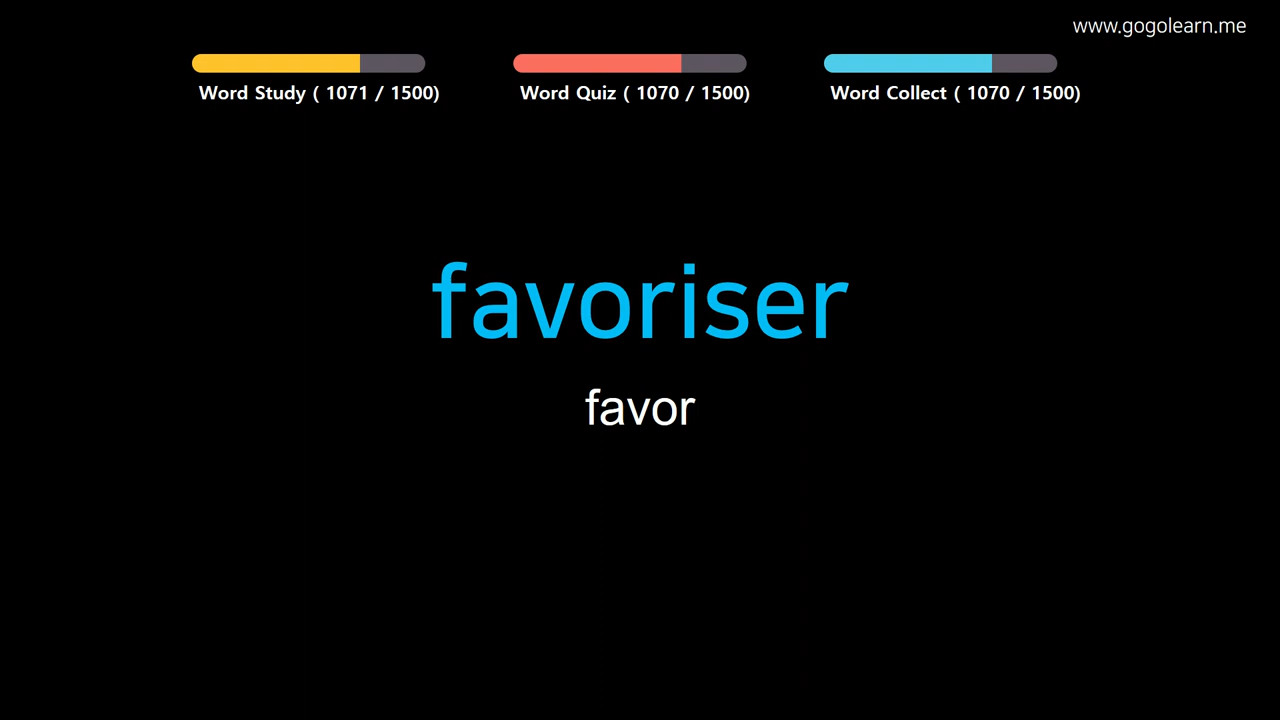 www.gogolearn.me
Word Study ( 1071 / 1500)
Word Quiz ( 1070 / 1500)
Word Collect ( 1070 / 1500)
favoriser
favor